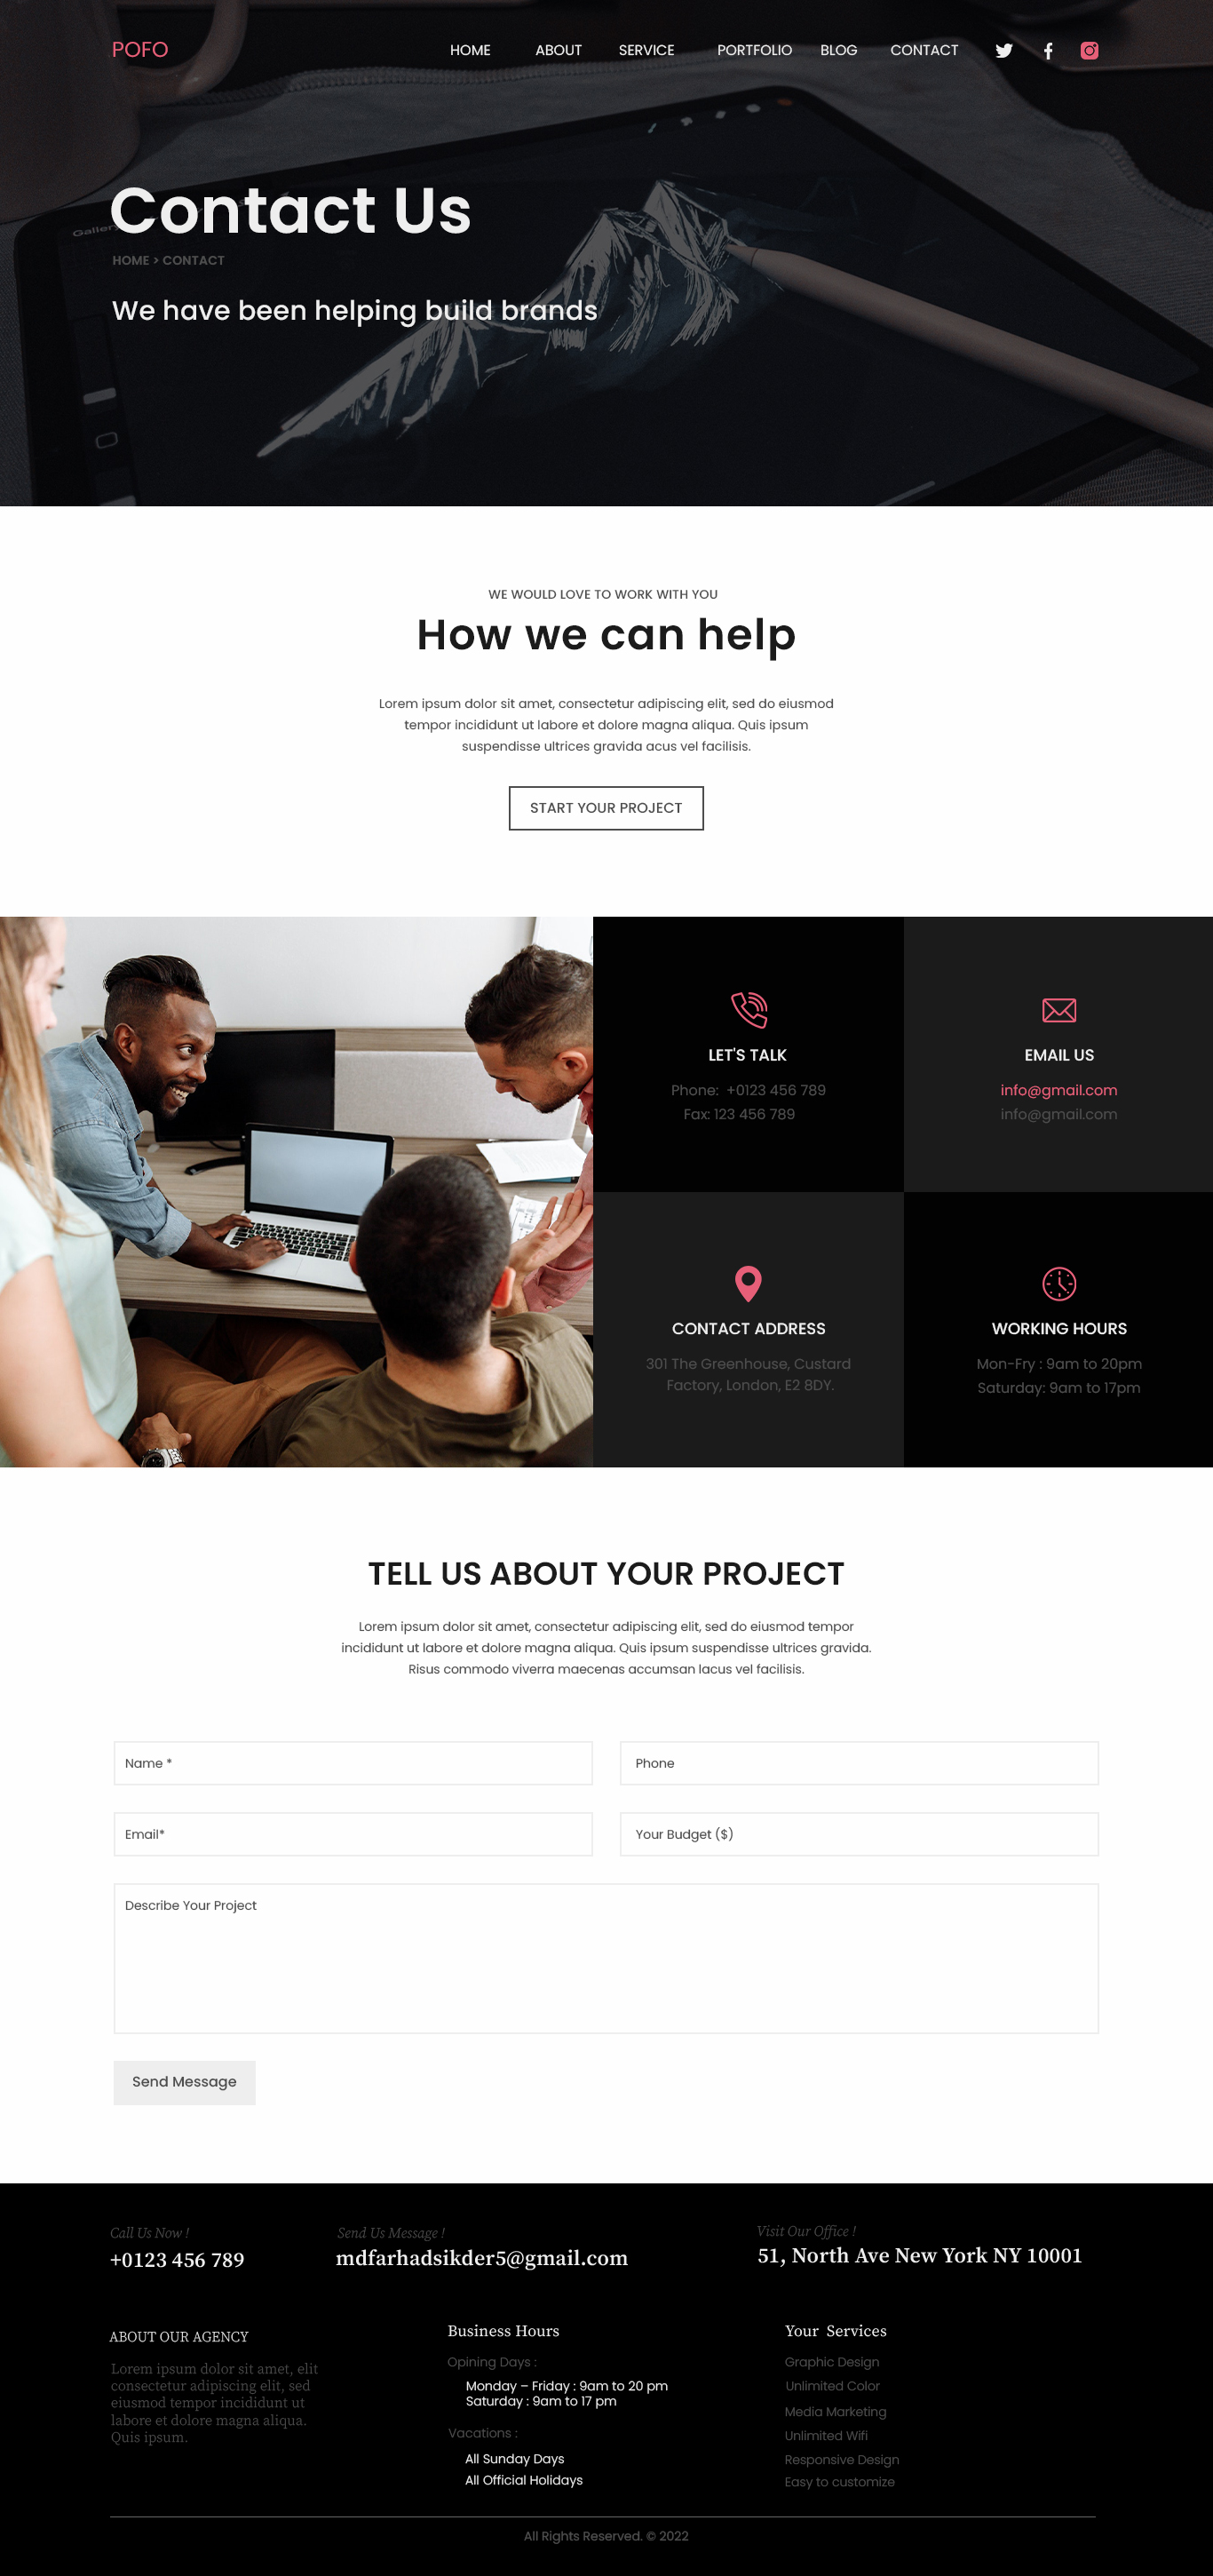 POFO
HOME ABOUT SERVICE PORTFOLIO BLOG CONTACT
Gallery
Contact Us
HOME > CONTACT
We have been helping build brands
WE WOULD LOVE TO WORK WITH YOU
How we can help
Lorem ipsum dolor sit amet, consectetur adipiscing elit, sed do eiusmod
tempor incididunt ut labore et dolore magna aliqua. Quis ipsum
suspendisse ultrices gravida acus vel facilisis.
START YOUR PROJECT
LET'S TALK
Phone: +0123 456 789
Fax: 123 456 789
EMAIL US
info@gmail.com
info@gmail.com
CONTACT ADDRESS
301 The Greenhouse, Custard
Factory, London, E2 8DY.
WORKING HOURS
Mon-Fry : 9am to 20pm
Saturday: 9am to 17pm
TELL US ABOUT YOUR PROJECT
Lorem ipsum dolor sit amet, consectetur adipiscing elit, sed do eiusmod tempor
incididunt ut labore et dolore magna aliqua. Quis ipsum suspendisse ultrices gravida.
Risus commodo viverra maecenas accumsan lacus vel facilisis.
Name *
Phone
Email*
Your Budget ($)
Describe Your Project
Send Message
Call Us Now !
+0123 456 789
Send Us Message !
mdfarhadsikder5@gmail.com
Visit Our Office !
51, North Ave New York NY 10001
ABOUT OUR AGENCY
Lorem ipsum dolor sit amet, elit
consectetur adipiscing elit, sed
eiusmod tempor incididunt ut
labore et dolore magna aliqua.
Quis ipsum.
Business Hours
Opining Days :
Monday – Friday : 9am to 20 pm
Saturday : 9am to 17 pm
Vacations :
All Sunday Days
All Official Holidays
Your Services
Graphic Design
Unlimited Color
Media Marketing
Unlimited Wifi
Responsive Design
Easy to customize
All Rights Reserved. © 2022